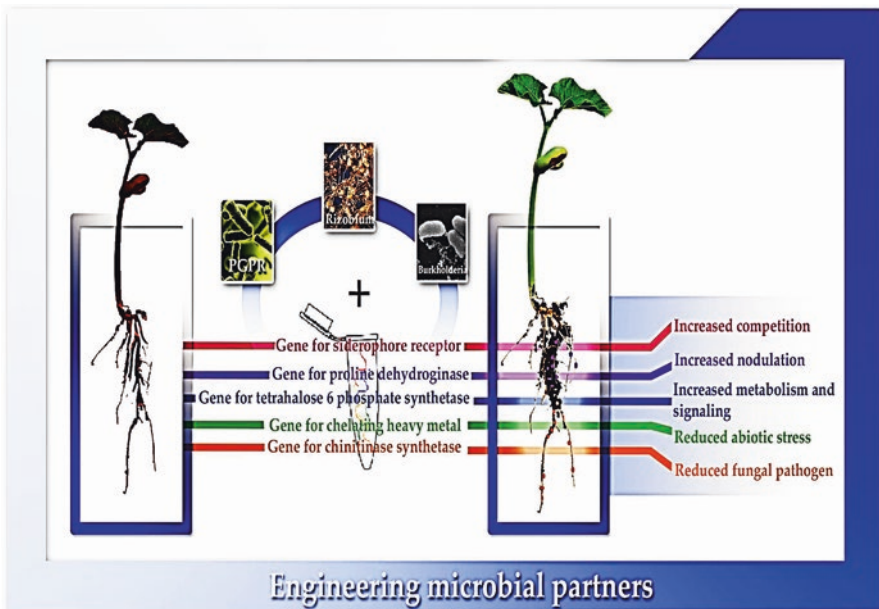 Rizobium
PGPR
Burkholderia
+
Gene for siderophore receptor
Gene for proline dehydroginase
Gene for tetrahalose 6 phosphate synthetase
Gene for chelating heavy metal
Gene for chinitinase synthetase
Increased competition
Increased nodulation
Increased metabolism and
signaling
Reduced abiotic stress
Reduced fungal pathogen
Engineering microbial partners